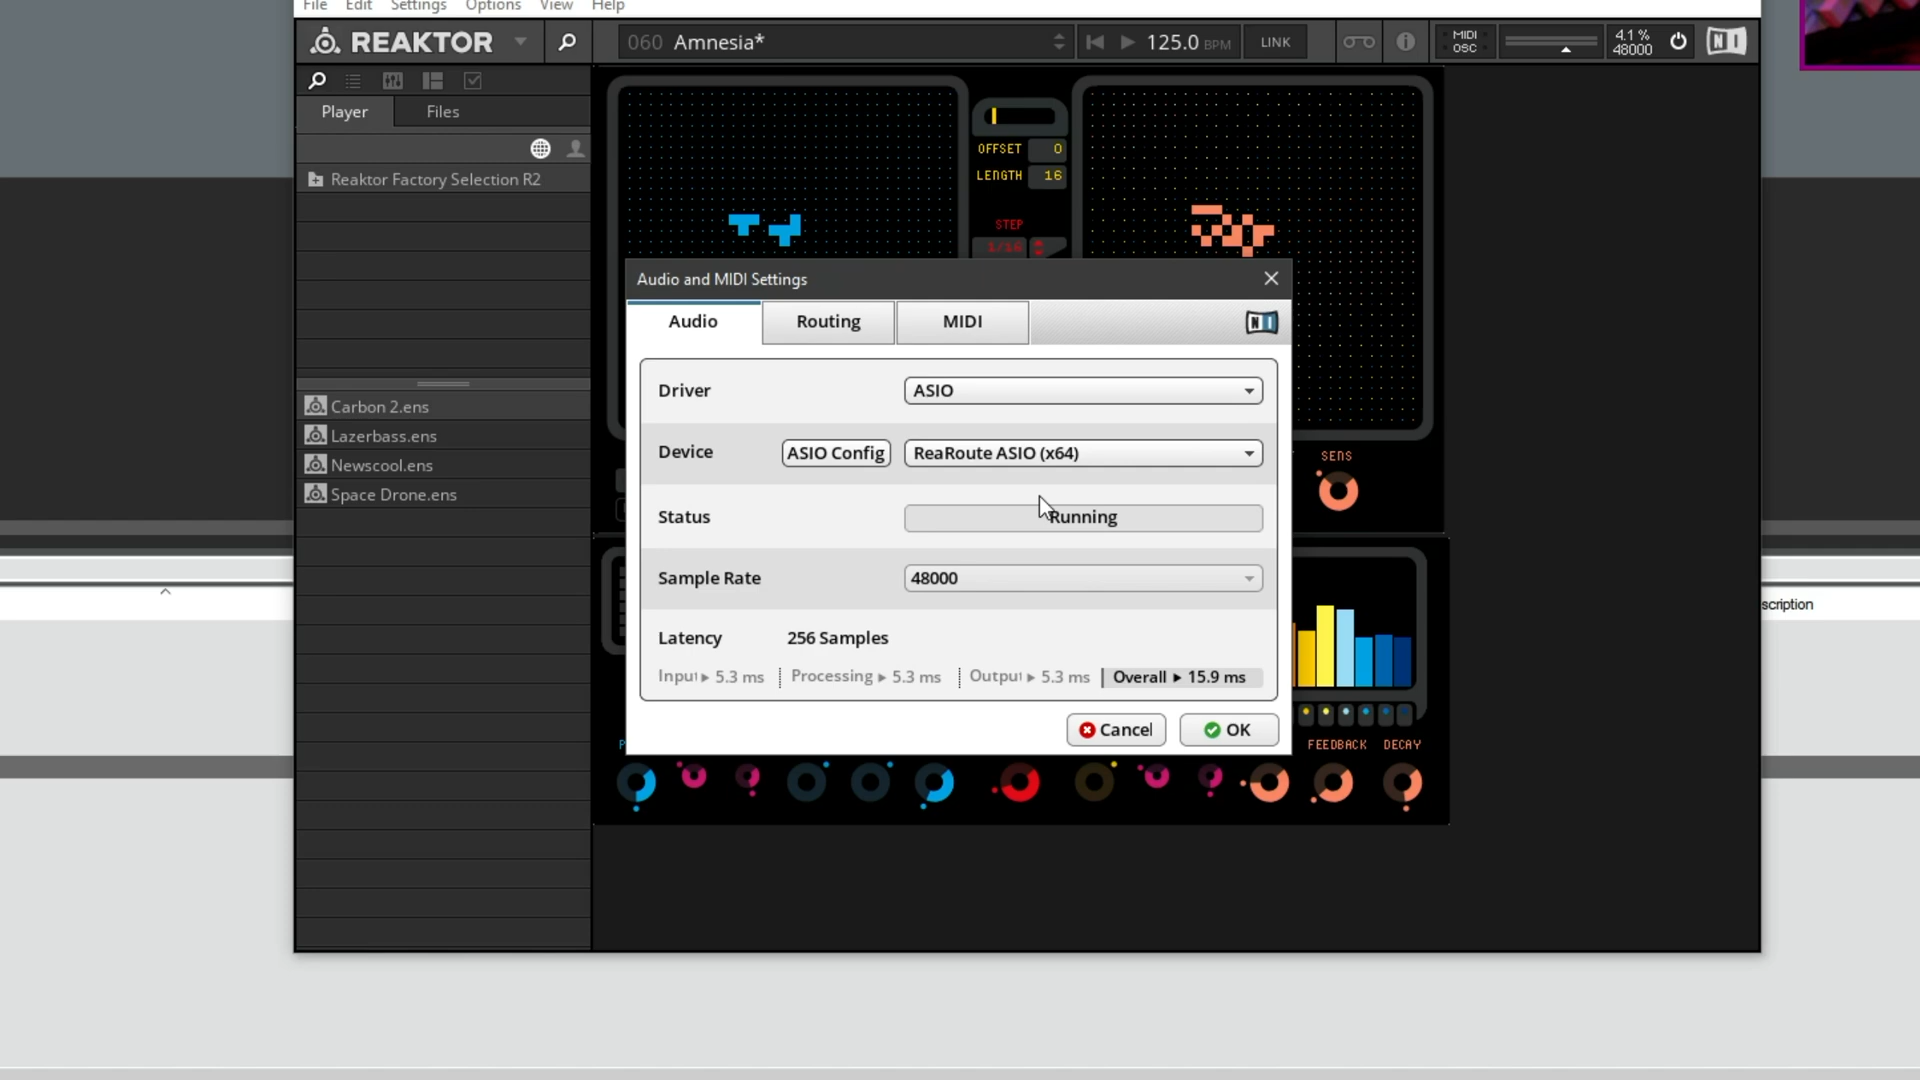 File Edit Settings Options View Help
REAKTOR 060 Amnesia* 125.0 BPM LINK MIDI OSC 4.1 % 48000 NI
Player Files
Reaktor Factory Selection R2
OFFSET 0
LENGTH 16
STEP
1/16
Audio and MIDI Settings
Audio Routing MIDI NI
Driver ASIO
Device ASIO Config ReaRoute ASIO (x64)
Status Running
Sample Rate 48000
Latency 256 Samples
Input 5.3 ms Processing 5.3 ms Output 5.3 ms Overall 15.9 ms
Cancel OK
Carbon 2.ens
Lazerbass.ens
Newscool.ens
Space Drone.ens
SENS
scription
P
FEEDBACK DECAY